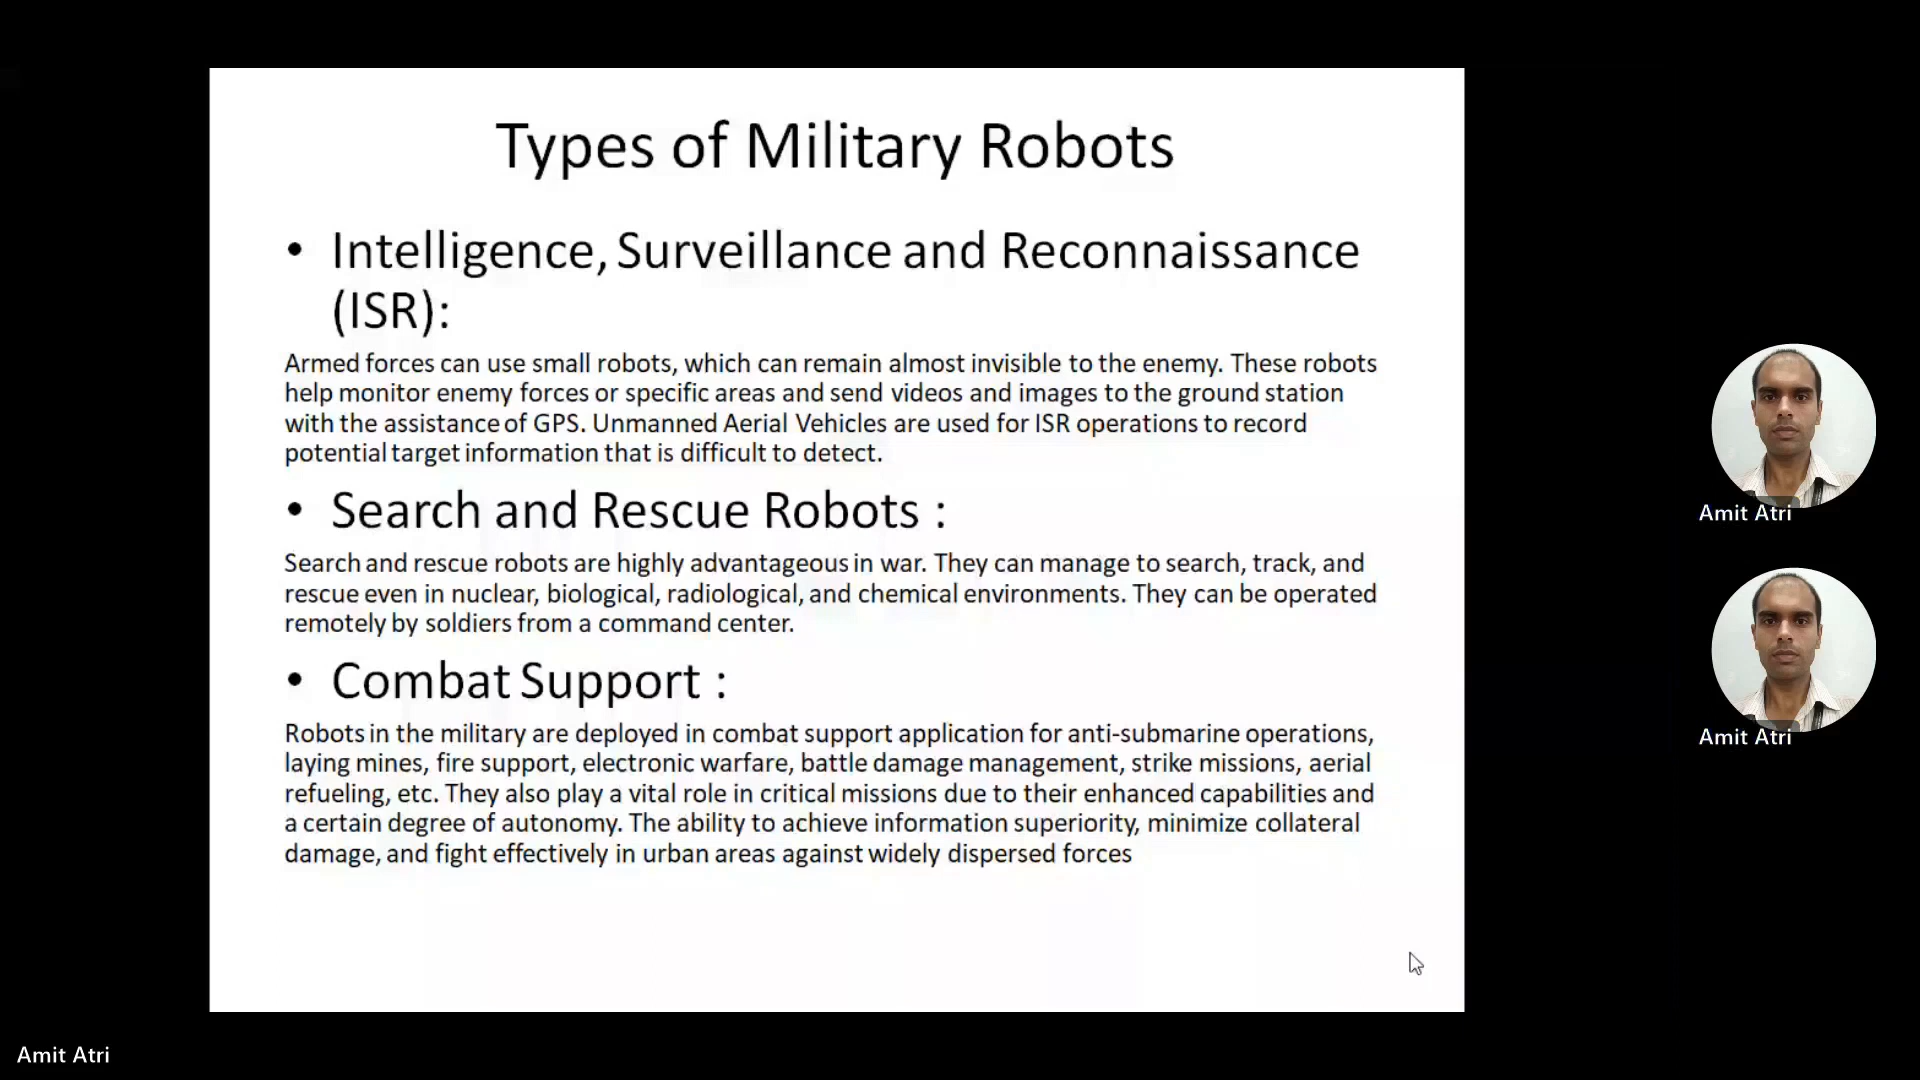 Types of Military Robots
• Intelligence, Surveillance and Reconnaissance
(ISR):
Armed forces can use small robots, which can remain almost invisible to the enemy. These robots
help monitor enemy forces or specific areas and send videos and images to the ground station
with the assistance of GPS. Unmanned Aerial Vehicles are used for ISR operations to record
potential target information that is difficult to detect.
• Search and Rescue Robots :
Search and rescue robots are highly advantageous in war. They can manage to search, track, and
rescue even in nuclear, biological, radiological, and chemical environments. They can be operated
remotely by soldiers from a command center.
• Combat Support :
Robots in the military are deployed in combat support application for anti-submarine operations,
laying mines, fire support, electronic warfare, battle damage management, strike missions, aerial
refueling, etc. They also play a vital role in critical missions due to their enhanced capabilities and
a certain degree of autonomy. The ability to achieve information superiority, minimize collateral
damage, and fight effectively in urban areas against widely dispersed forces
Amit Atri
Amit Atri
Amit Atri